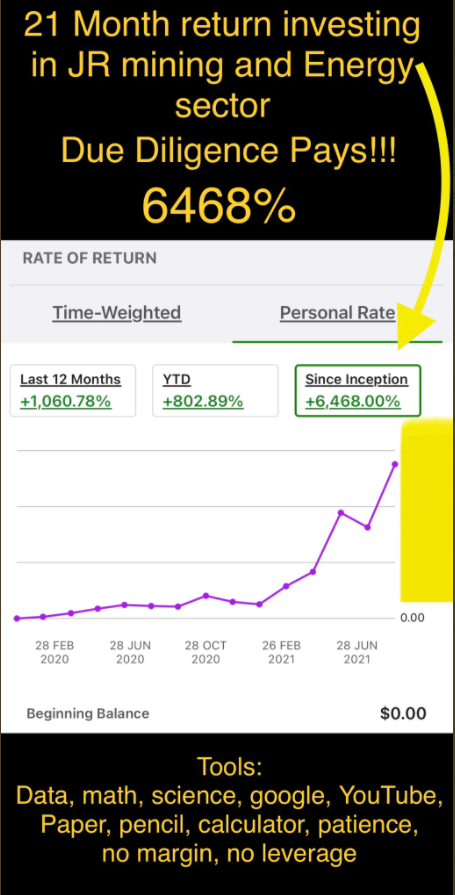 21 Month return investing
in JR mining and Energy
sector
Due Diligence Pays!!!
6468%
RATE OF RETURN
Time-Weighted Personal Rate
Last 12 Months YTD Since Inception
+1,060.78% +802.89% +6,468.00%
0.00
28 FEB 28 JUN 28 OCT 26 FEB 28 JUN
2020 2020 2020 2021 2021
Beginning Balance $0.00
Tools:
Data, math, science, google, YouTube,
Paper, pencil, calculator, patience,
no margin, no leverage